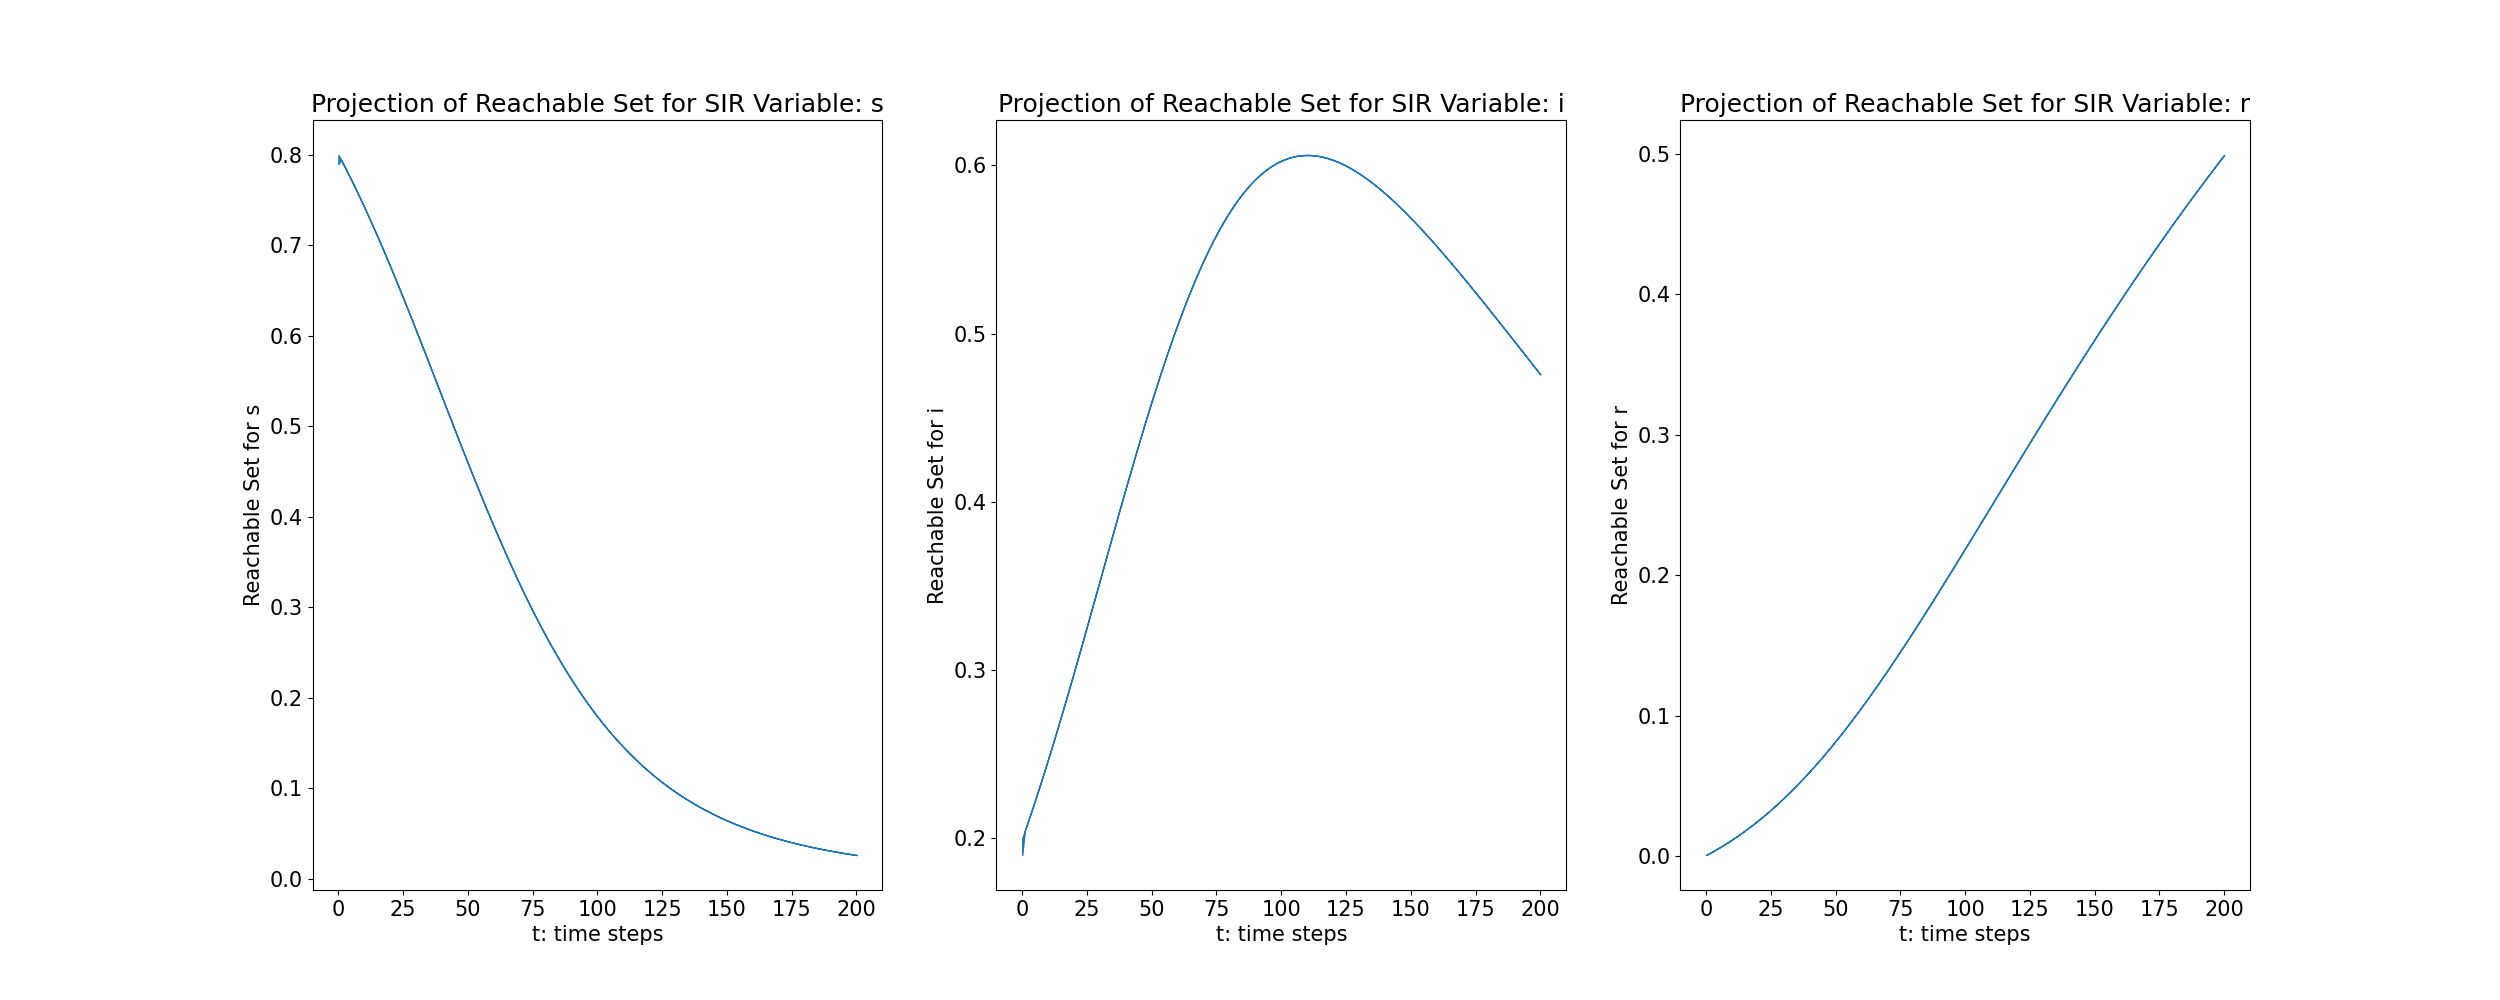 Projection of Reachable Set for SIR Variable: s
Reachable Set for s
0.8
0.7
0.6
0.5
0.4
0.3
0.2
0.1
0.0
0 25 50 75 100 125 150 175 200
t: time steps
Projection of Reachable Set for SIR Variable: i
Reachable Set for i
0.6
0.5
0.4
0.3
0.2
0 25 50 75 100 125 150 175 200
t: time steps
Projection of Reachable Set for SIR Variable: r
Reachable Set for r
0.5
0.4
0.3
0.2
0.1
0.0
0 25 50 75 100 125 150 175 200
t: time steps